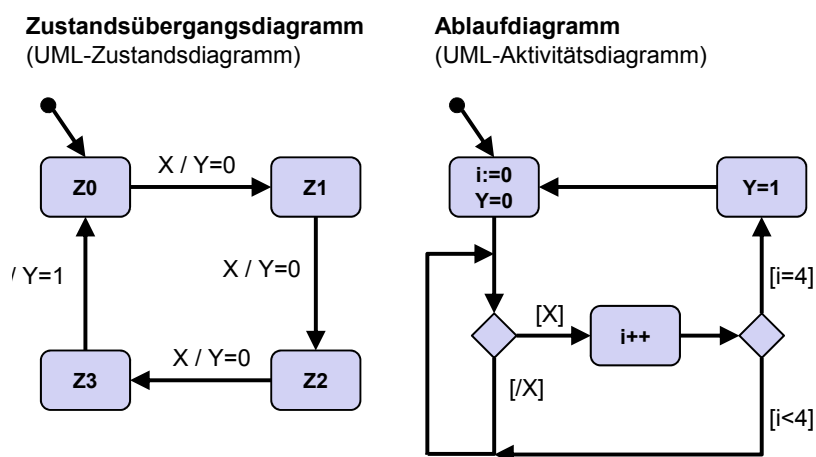 Zustandsübergangsdiagramm
(UML-Zustandsdiagramm)
Z0
X / Y=0
Z1
X / Y=0
/ Y=1
Z3
X / Y=0
Z2
Ablaufdiagramm
(UML-Aktivitätsdiagramm)
i:=0
Y=0
Y=1
[i=4]
[X]
i++
[/X]
[i<4]